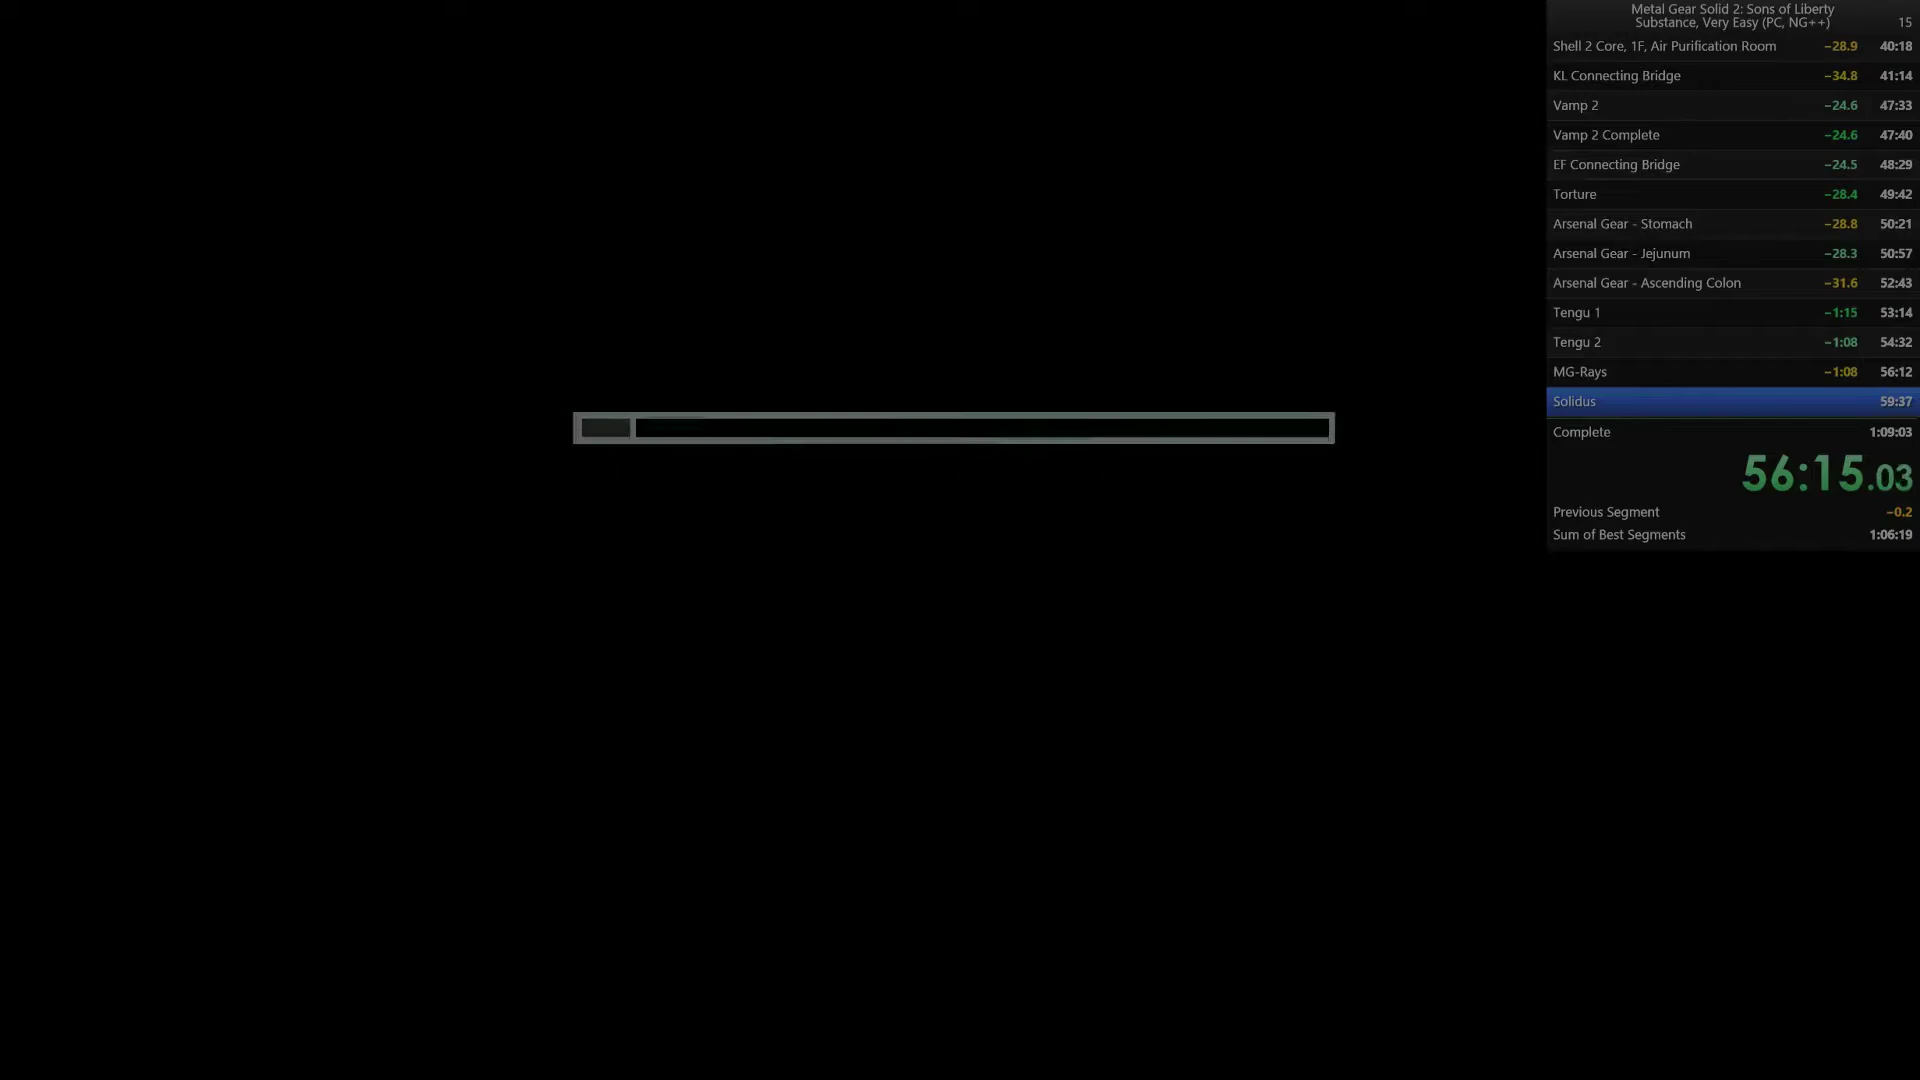 Metal Gear Solid 2: Sons of Liberty
Substance, Very Easy (PC, NG++) 15
Shell 2 Core, 1F, Air Purification Room −28.9 40:18
KL Connecting Bridge −34.8 41:14
Vamp 2 −24.6 47:33
Vamp 2 Complete −24.6 47:40
EF Connecting Bridge −24.5 48:29
Torture −28.4 49:42
Arsenal Gear - Stomach −28.8 50:21
Arsenal Gear - Jejunum −28.3 50:57
Arsenal Gear - Ascending Colon −31.6 52:43
Tengu 1 −1:15 53:14
Tengu 2 −1:08 54:32
MG-Rays −1:08 56:12
Solidus 59:37
Complete 1:09:03
56:15.03
Previous Segment −0.2
Sum of Best Segments 1:06:19